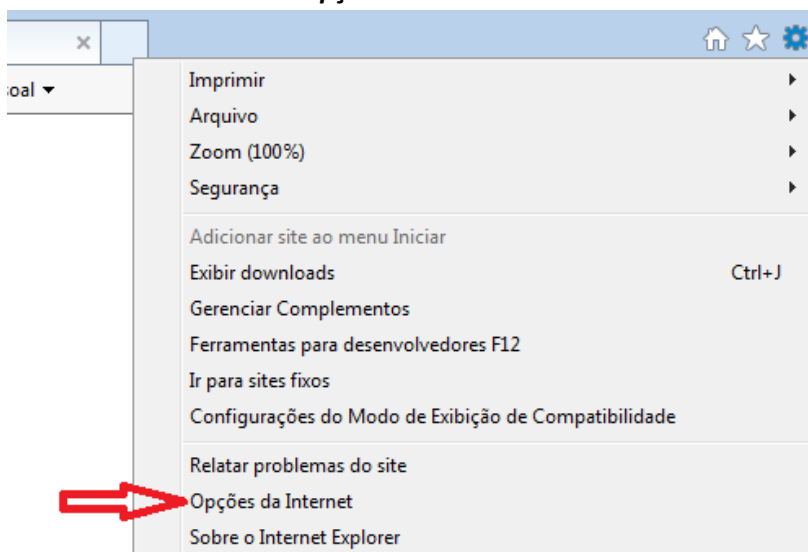 oal
Imprimir
Arquivo
Zoom (100%)
Segurança
Adicionar site ao menu Iniciar
Exibir downloads Ctrl+J
Gerenciar Complementos
Ferramentas para desenvolvedores F12
Ir para sites fixos
Configurações do Modo de Exibição de Compatibilidade
Relatar problemas do site
Opções da Internet
Sobre o Internet Explorer